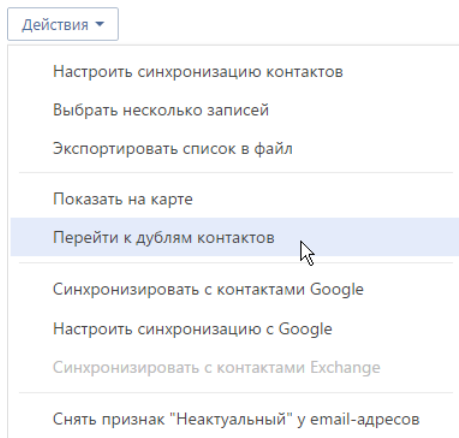 Действия
Настроить синхронизацию контактов
Выбрать несколько записей
Экспортировать список в файл
Показать на карте
Перейти к дублям контактов
Синхронизировать с контактами Google
Настроить синхронизацию с Google
Синхронизировать с контактами Exchange
Снять признак "Неактуальный" у email-адресов